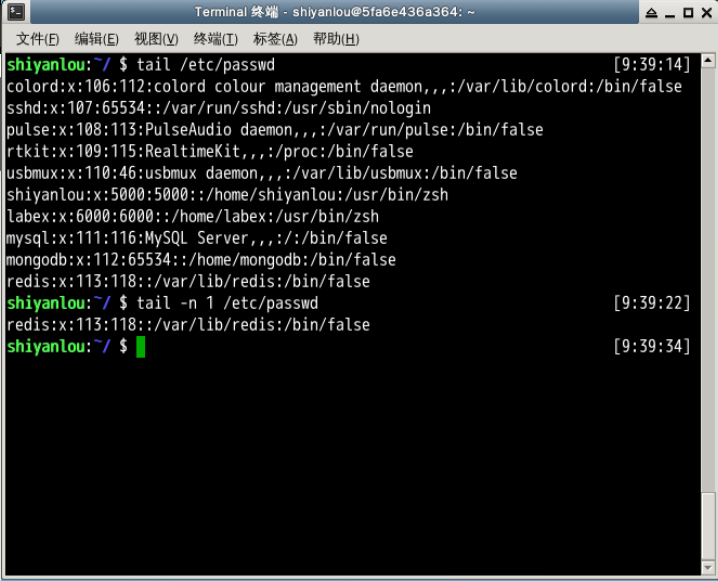 Terminal 终端 - shiyanlou@5fa6e436a364: ~
文件(F) 编辑(E) 视图(V) 终端(T) 标签(A) 帮助(H)
shiyanlou:~/ $ tail /etc/passwd [9:39:14]
colord:x:106:112:colord colour management daemon,,,:/var/lib/colord:/bin/false
sshd:x:107:65534::/var/run/sshd:/usr/sbin/nologin
pulse:x:108:113:PulseAudio daemon,,,:/var/run/pulse:/bin/false
rtkit:x:109:115:RealtimeKit,,,:/proc:/bin/false
usbmux:x:110:46:usbmux daemon,,,:/var/lib/usbmux:/bin/false
shiyanlou:x:5000:5000::/home/shiyanlou:/usr/bin/zsh
labex:x:6000:6000::/home/labex:/usr/bin/zsh
mysql:x:111:116:MySQL Server,,,:/:/bin/false
mongodb:x:112:65534::/home/mongodb:/bin/false
redis:x:113:118::/var/lib/redis:/bin/false
shiyanlou:~/ $ tail -n 1 /etc/passwd [9:39:22]
redis:x:113:118::/var/lib/redis:/bin/false
shiyanlou:~/ $ [9:39:34]